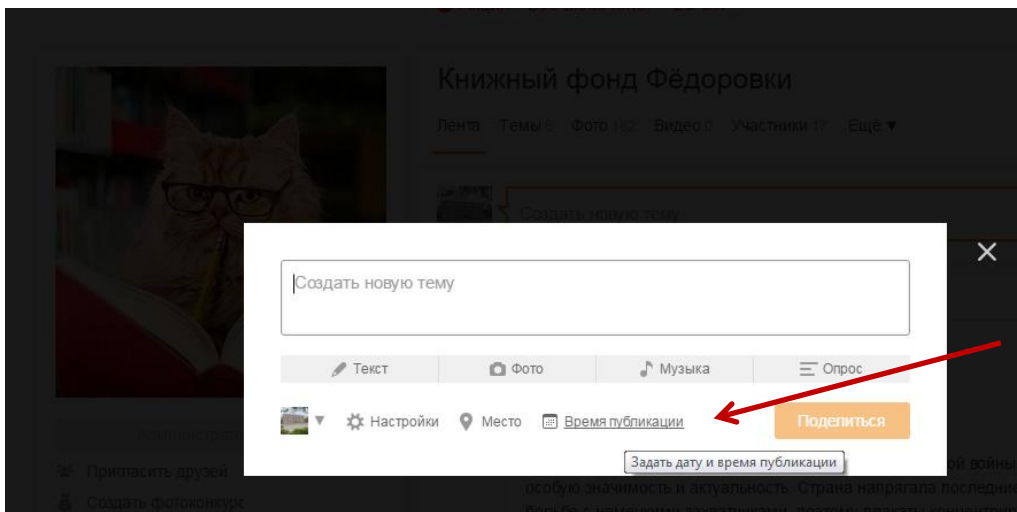 Книжный фонд Фёдоровки
Лента Темы 6 Фото 162 Видео 0 Участники 17 Ещё ▼
Создать новую тему
Создать новую тему
Текст Фото Музыка Опрос
Настройки Место Время публикации Поделиться
Задать дату и время публикации
Пригласить друзей
Создать фотоконкурс
ой войны
особую значимость и актуальность. Страна напрягала последние